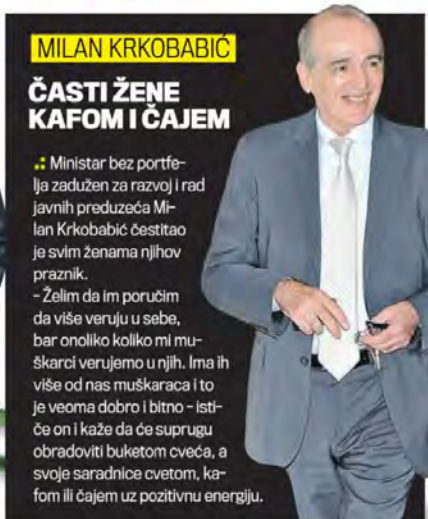 MILAN KRKOBABIĆ
ČASTI ŽENE
KAFOM I ČAJEM
Ministar bez portfe-
lja zadužen za razvoj i rad
javnih preduzeća Mi-
lan Krkobabić čestitao
je svim ženama njihov
praznik.
- Želim da im poručim
da više veruju u sebe,
bar onoliko koliko mi mu-
škarci verujemo u njih. Ima ih
više od nas muškaraca i to
je veoma dobro i bitno - isti-
če on i kaže da će suprugu
obradovati buketom cveća, a
svoje saradnice cvetom, ka-
fom ili čajem uz pozitivnu energiju.